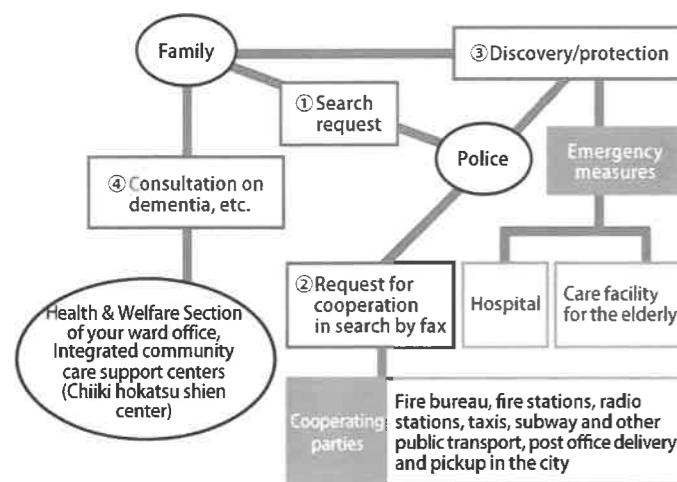 Family
③Discovery/protection
①Search
request
Police
Emergency
measures
④Consultation on
dementia, etc.
②Request for
cooperation
in search by fax
Hospital
Care facility
for the elderly
Health & Welfare Section
of your ward office,
Integrated community
care support centers
(Chiiki hokatsu shien
center)
Cooperating
parties
Fire bureau, fire stations, radio
stations, taxis, subway and other
public transport, post office delivery
and pickup in the city